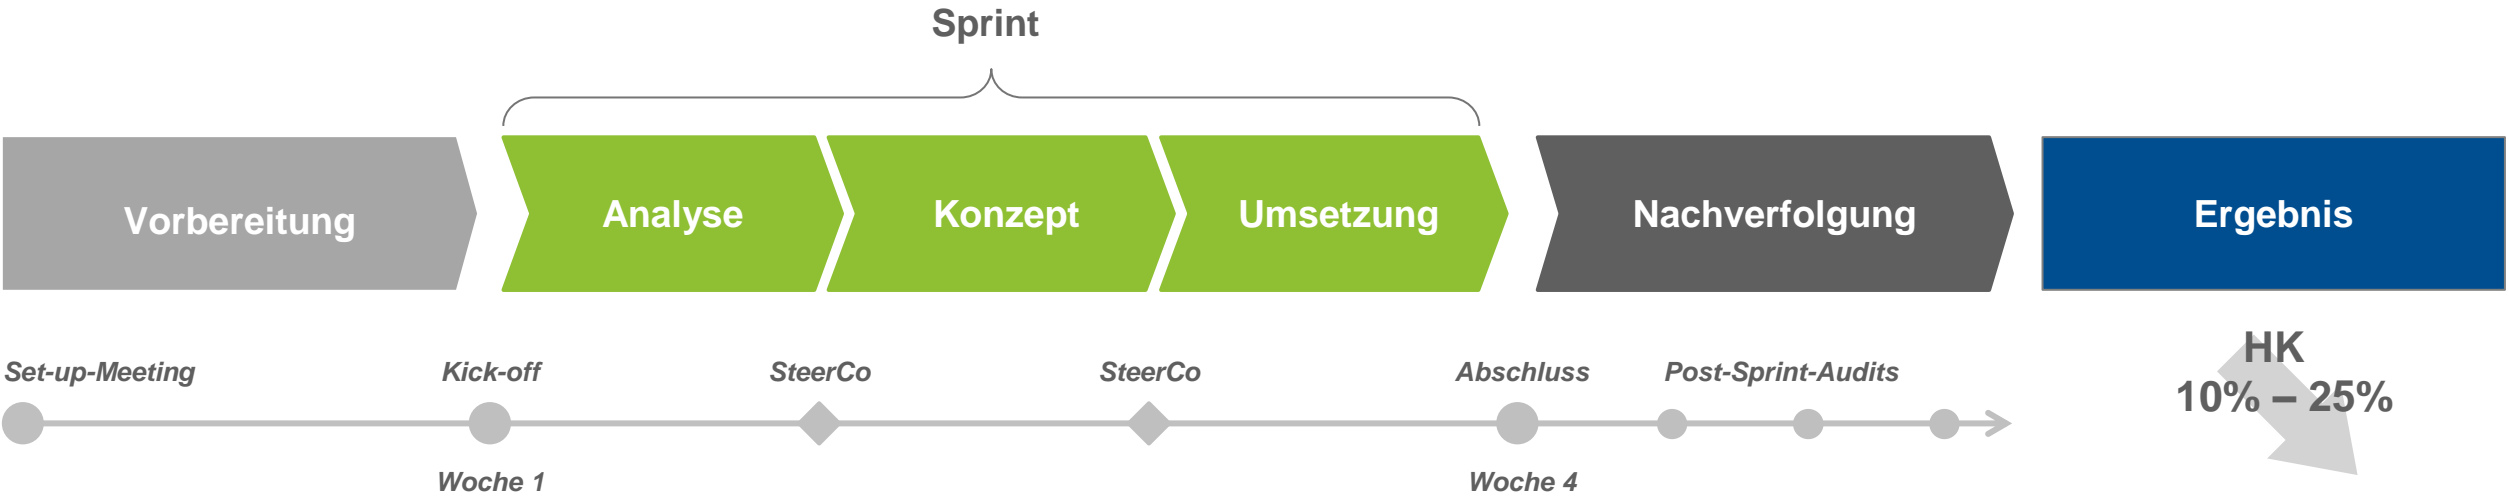 Sprint
Vorbereitung
Analyse
Konzept
Umsetzung
Nachverfolgung
Ergebnis
Set-up-Meeting
Kick-off
SteerCo
SteerCo
Abschluss
Post-Sprint-Audits
HK
10% – 25%
Woche 1
Woche 4